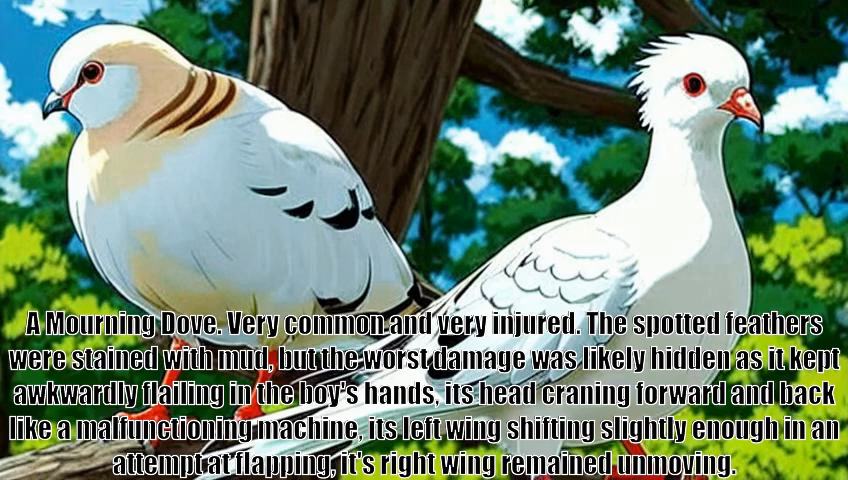 A Mourning Dove. Very common and very injured. The spotted feathers
were stained with mud, but the worst damage was likely hidden as it kept
awkwardly flailing in the boy's hands, its head craning forward and back
like a malfunctioning machine, its left wing shifting slightly enough in an
attempt at flapping, it's right wing remained unmoving.